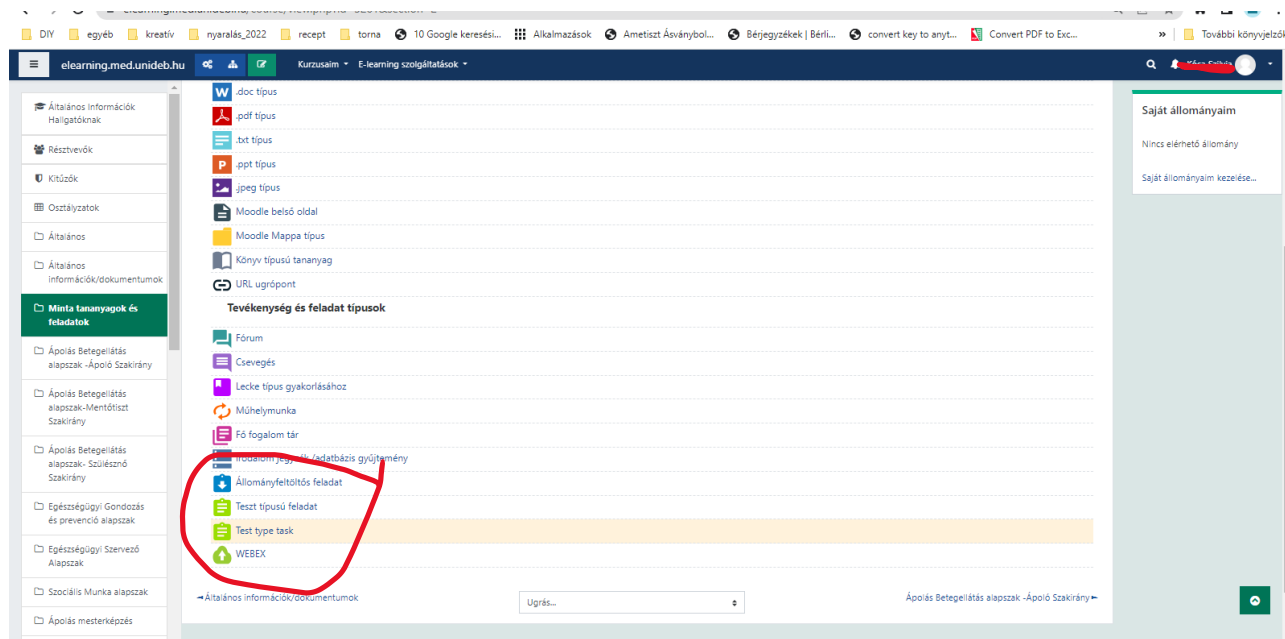 DIY egyéb kreatív nyaralás_2022 recept torna 10 Google keresési... Alkalmazások Ametiszt Ásványbol... Bérjegyzékek | Bérli... convert key to anyt... Convert PDF to Exc... » További könyvjelzők
elearning.med.unideb.hu Kurzusaim E-learning szolgáltatások
Általános Információk
Hallgatóknak
Résztvevők
Kitűzők
Osztályzatok
Általános
Általános
információk/dokumentumok
Minta tananyagok és
feladatok
Ápolás Betegellátás
alapszak -Ápoló Szakirány
Ápolás Betegellátás
alapszak-Mentőtiszt
Szakirány
Ápolás Betegellátás
alapszak- Szülésznő
Szakirány
Egészségügyi Gondozás
és prevenció alapszak
Egészségügyi Szervező
Alapszak
Szociális Munka alapszak
Ápolás mesterképzés
.doc típus
.pdf típus
.txt típus
.ppt típus
.jpeg típus
Moodle belső oldal
Moodle Mappa típus
Könyv típusú tananyag
URL ugrópont
Tevékenység és feladat típusok
Fórum
Csevegés
Lecke típus gyakorlásához
Műhelymunka
Fő fogalom tár
Irodalom jegyzék /adatbázis gyűjtemény
Állományfeltöltős feladat
Teszt típusú feladat
Test type task
WEBEX
◄Általános információk/dokumentumok
Ugrás...
Ápolás Betegellátás alapszak -Ápoló Szakirány►
Saját állományaim
Nincs elérhető állomány
Saját állományaim kezelése...